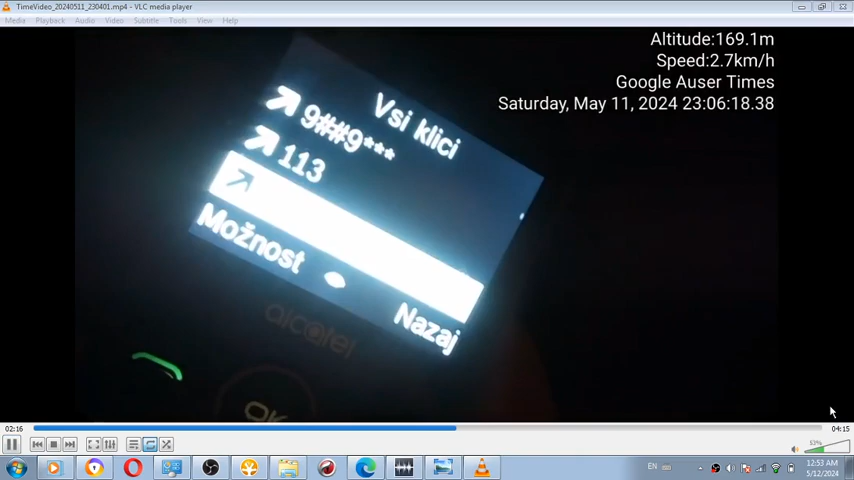 TimeVideo_20240511_230401.mp4 - VLC media player
Media Playback Audio Video Subtitle Tools View Help
Altitude:169.1m
Speed:2.7km/h
Google Auser Times
Saturday, May 11, 2024 23:06:18.38
Vsi klici
9##9***
113
Možnost
Nazaj
alcatel
OK
02:16
04:15
53%
EN
12:53 AM
5/12/2024